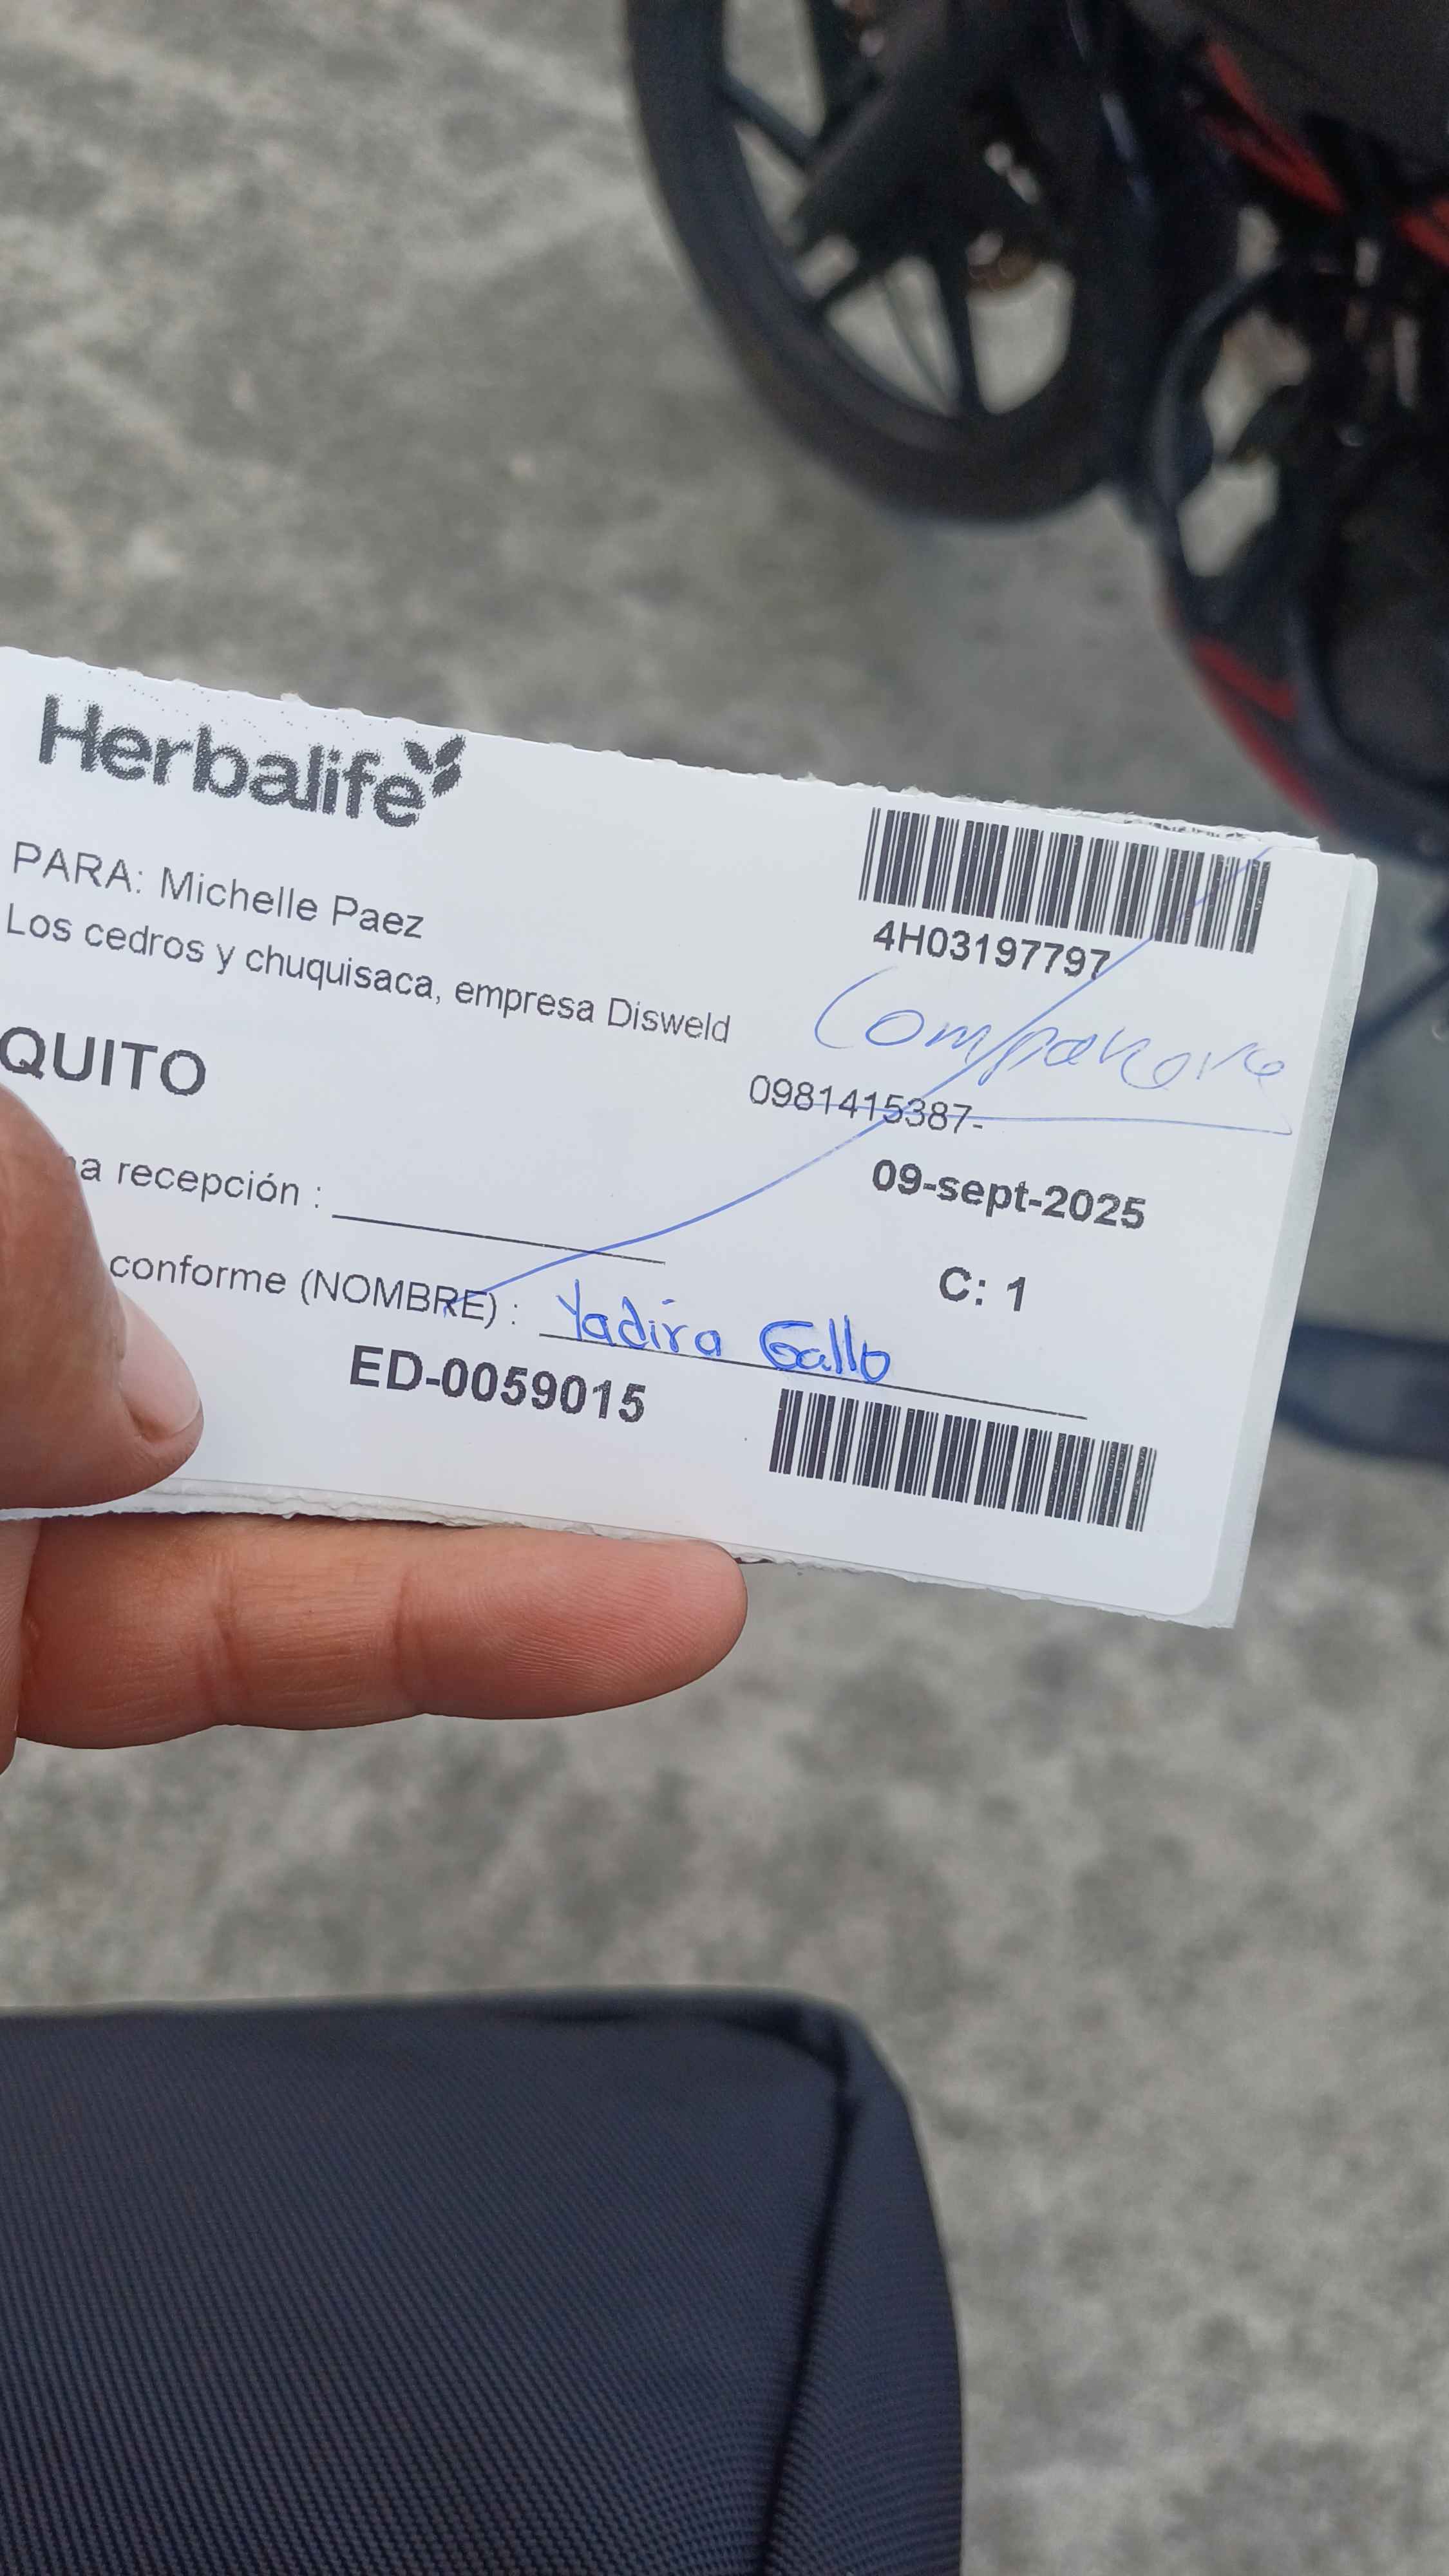 Herbalife
PARA: Michelle Paez
4H03197797
Los cedros y chuquisaca, empresa Disweld
QUITO
0981415387-
a recepción :
09-sept-2025
C: 1
conforme (NOMBRE) : Yadira Gallo
ED-0059015